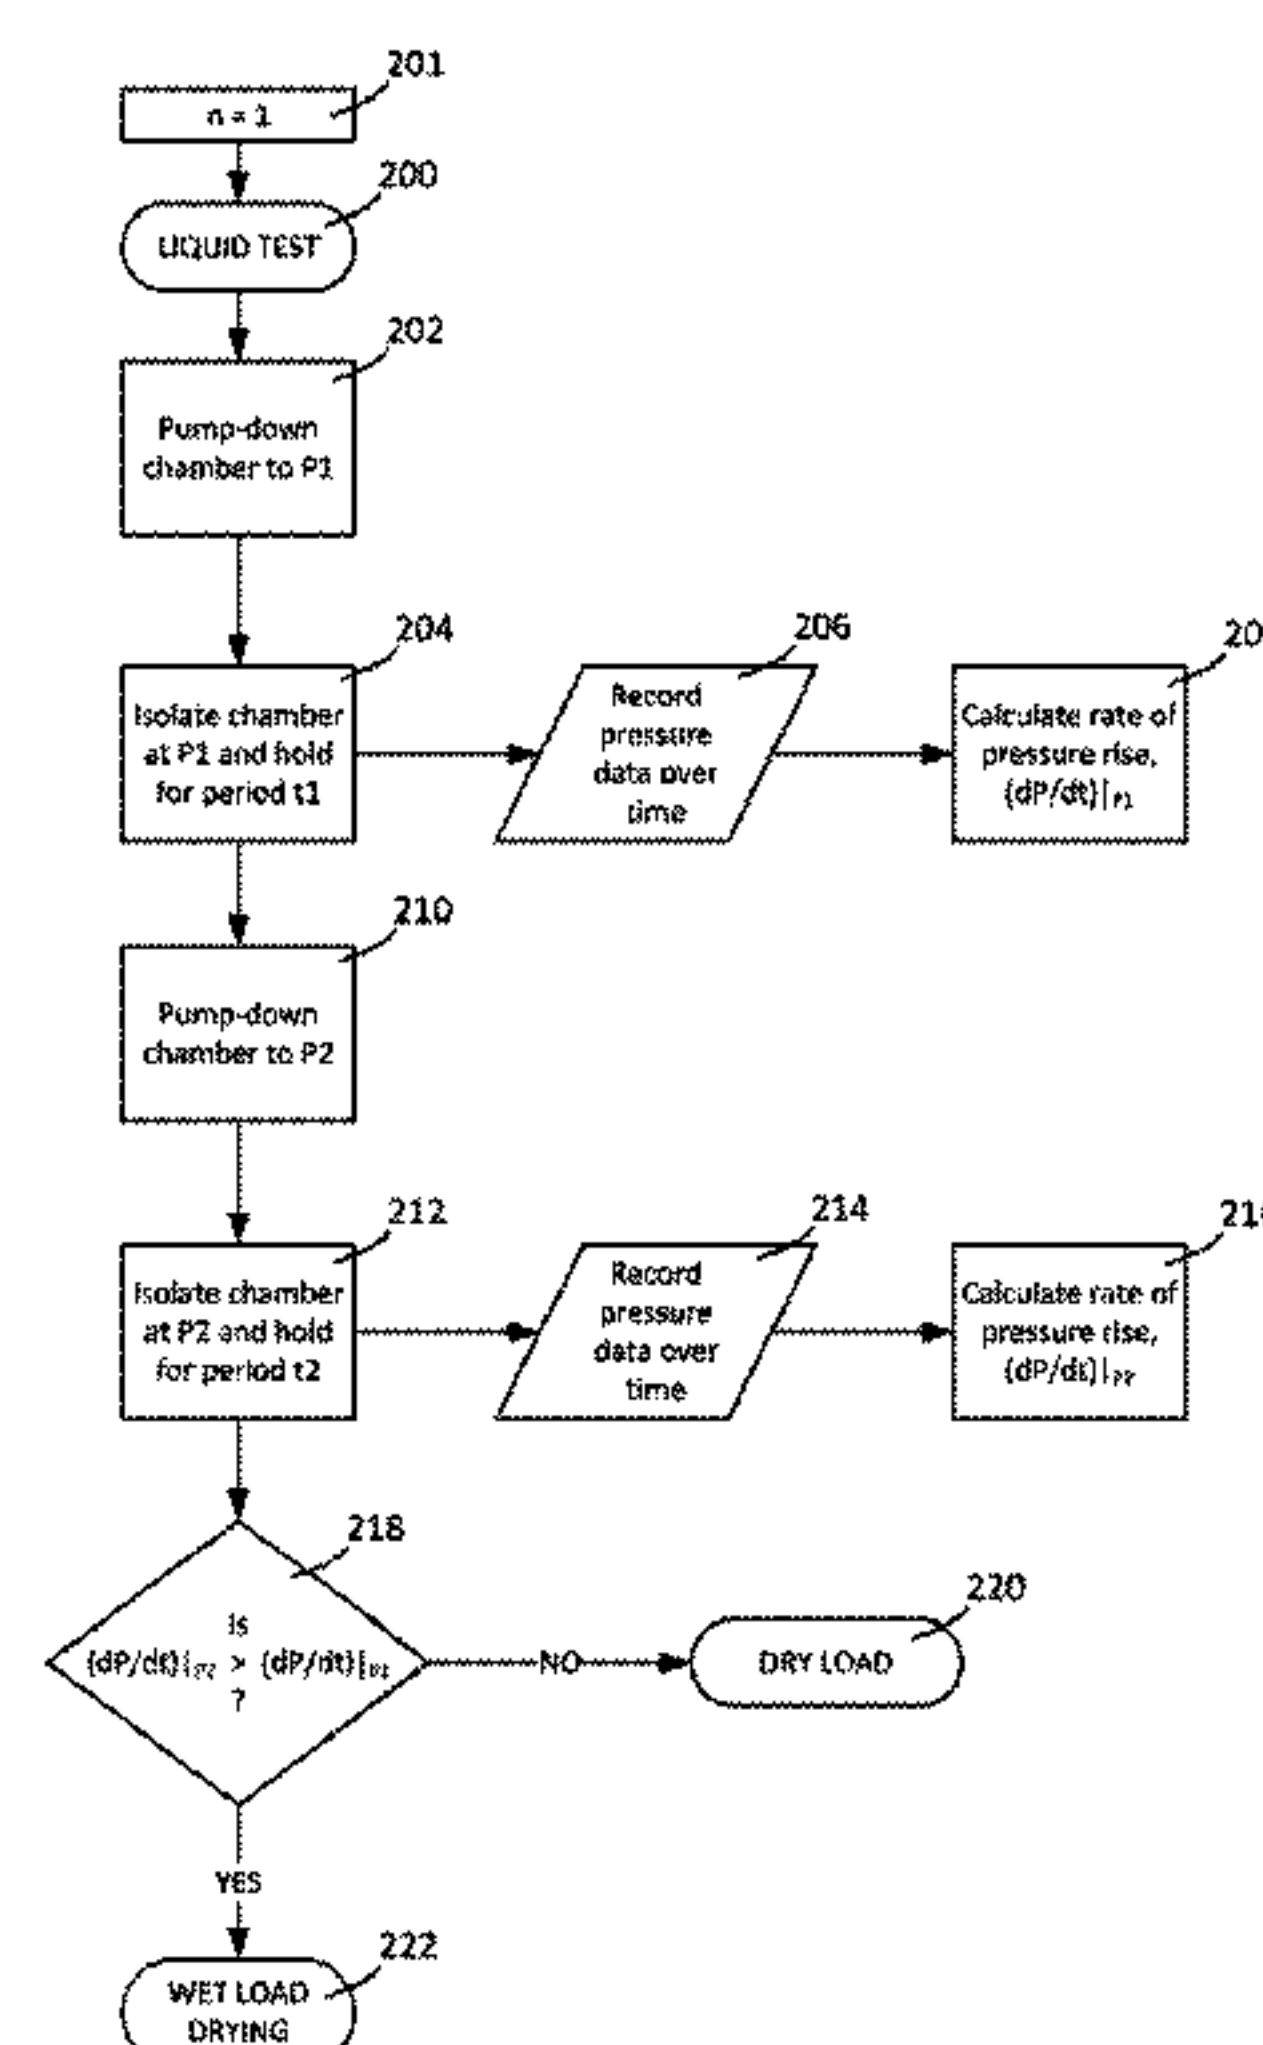 201
n = 1
200
LIQUID TEST
202
Pump-down
chamber to P1
204
Isolate chamber
at P1 and hold
for period t1
206
Record
pressure
data over
time
20
Calculate rate of
pressure rise,
(dP/dt)|P1
210
Pump-down
chamber to P2
212
Isolate chamber
at P2 and hold
for period t2
214
Record
pressure
data over
time
21
Calculate rate of
pressure rise,
(dP/dt)|P2
218
Is
(dP/dt)|P2 > (dP/dt)|P1
?
NO
220
DRY LOAD
YES
222
WET LOAD
DRYING